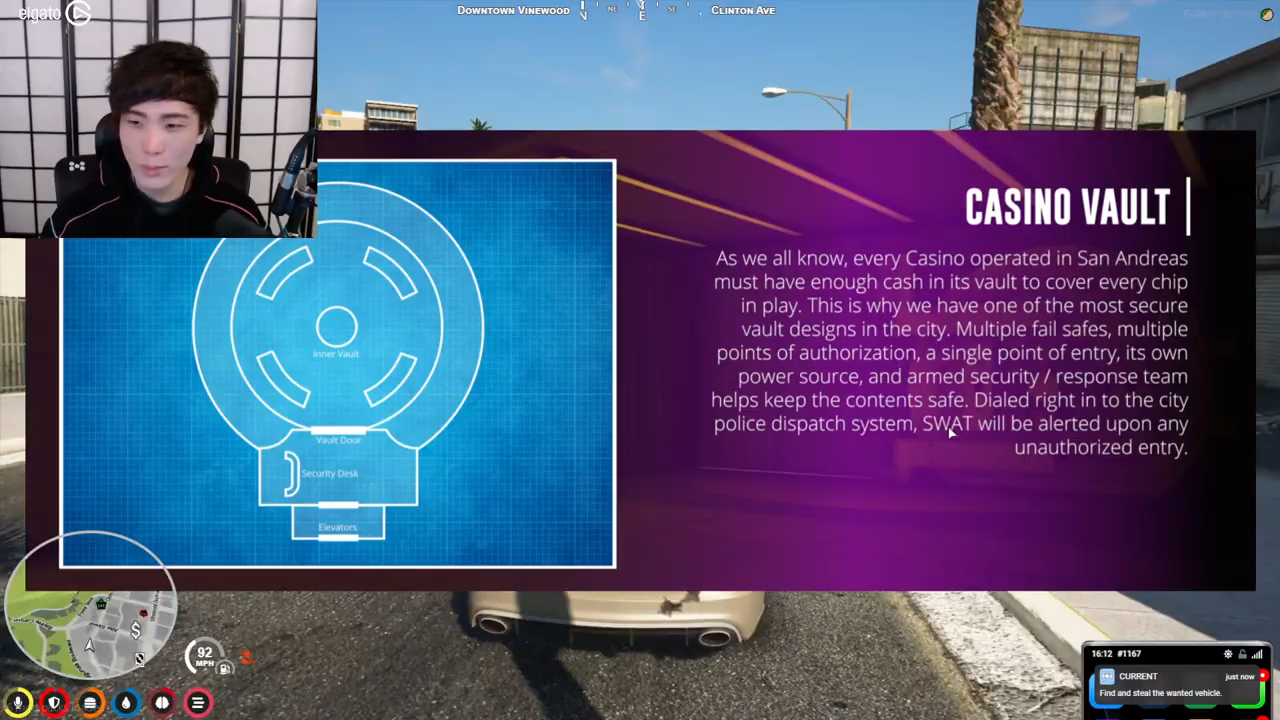 elgato
DOWNTOWN VINEWOOD
N
NE
E
SE
CLINTON AVE
CASINO VAULT
As we all know, every Casino operated in San Andreas
must have enough cash in its vault to cover every chip
in play. This is why we have one of the most secure
vault designs in the city. Multiple fail safes, multiple
points of authorization, a single point of entry, its own
power source, and armed security / response team
helps keep the contents safe. Dialed right in to the city
police dispatch system, SWAT will be alerted upon any
unauthorized entry.
Inner Vault
Vault Door
Security Desk
Elevators
92
MPH
16:12 #1167
CURRENT
just now
Find and steal the wanted vehicle.